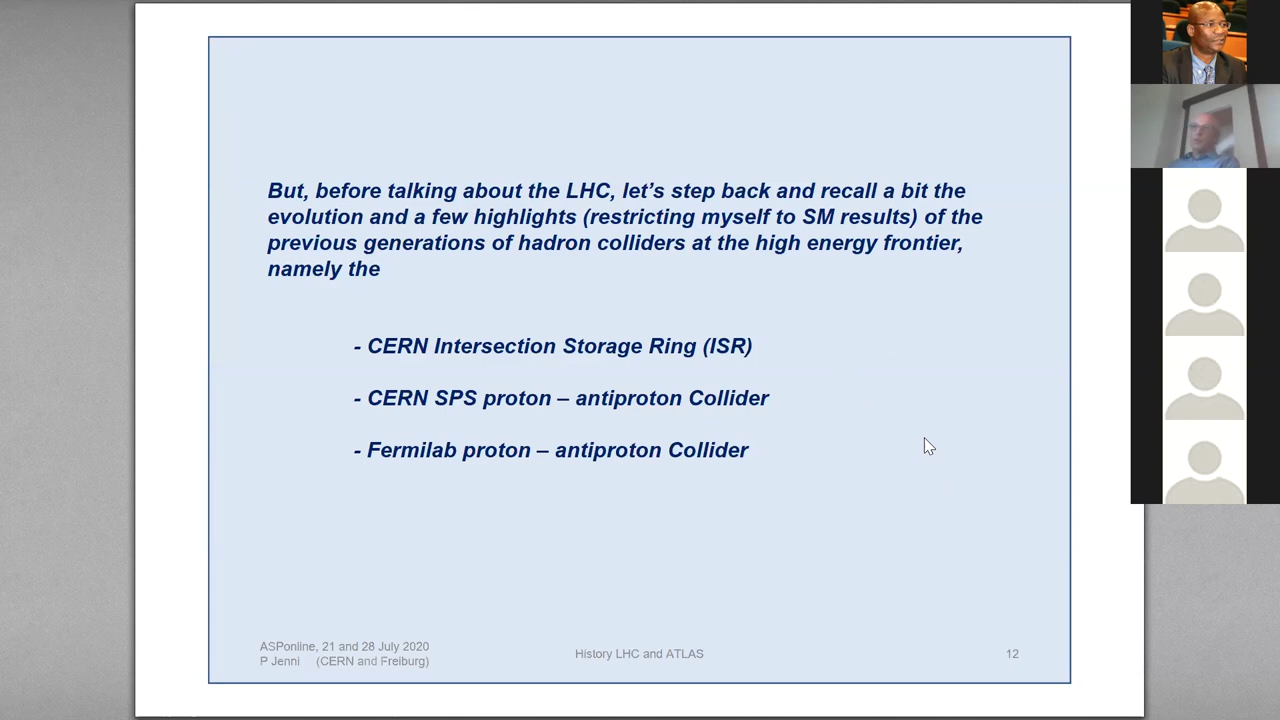 But, before talking about the LHC, let’s step back and recall a bit the
evolution and a few highlights (restricting myself to SM results) of the
previous generations of hadron colliders at the high energy frontier,
namely the
- CERN Intersection Storage Ring (ISR)
- CERN SPS proton – antiproton Collider
- Fermilab proton – antiproton Collider
ASPonline, 21 and 28 July 2020
P Jenni (CERN and Freiburg)
History LHC and ATLAS
12